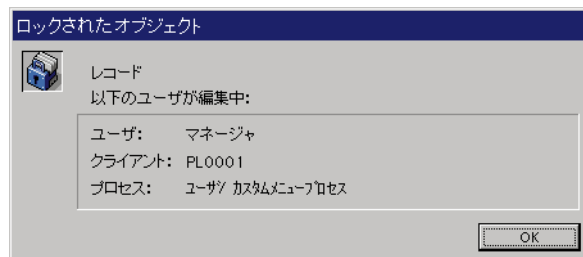 ロックされたオブジェクト
レコード
以下のユーザが編集中:
ユーザ: マネージャ
クライアント: PL0001
プロセス: ユーザ/ カスタムメニュープロセス
OK